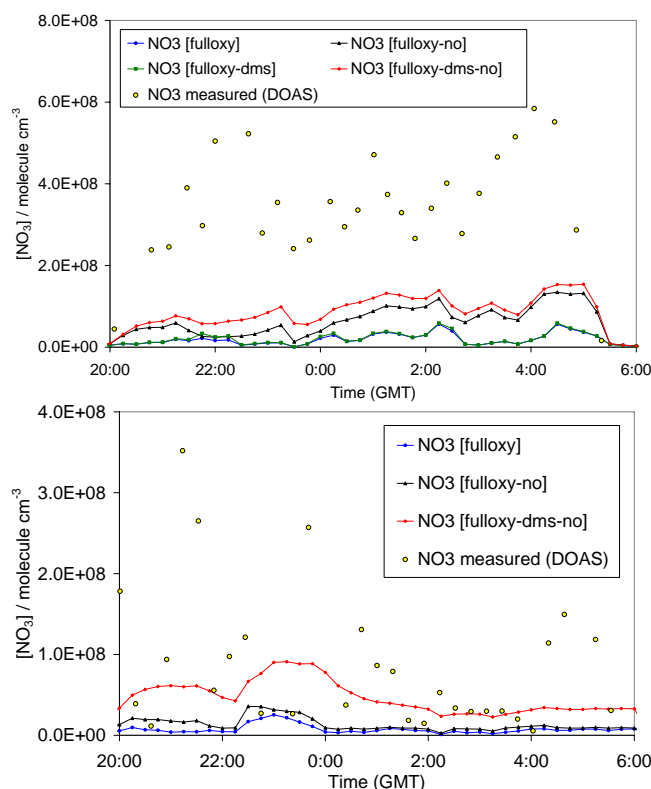 8.0E+08
NO3 [fulloxy] NO3 [fulloxy-no]
NO3 [fulloxy-dms] NO3 [fulloxy-dms-no]
NO3 measured (DOAS)
6.0E+08
4.0E+08
2.0E+08
0.0E+00
[NO₃] / molecule cm⁻³
20:00 22:00 0:00 2:00 4:00 6:00
Time (GMT)
4.0E+08
NO3 [fulloxy]
NO3 [fulloxy-no]
NO3 [fulloxy-dms-no]
NO3 measured (DOAS)
3.0E+08
2.0E+08
1.0E+08
0.0E+00
[NO₃] / molecule cm⁻³
20:00 22:00 0:00 2:00 4:00 6:00
Time (GMT)